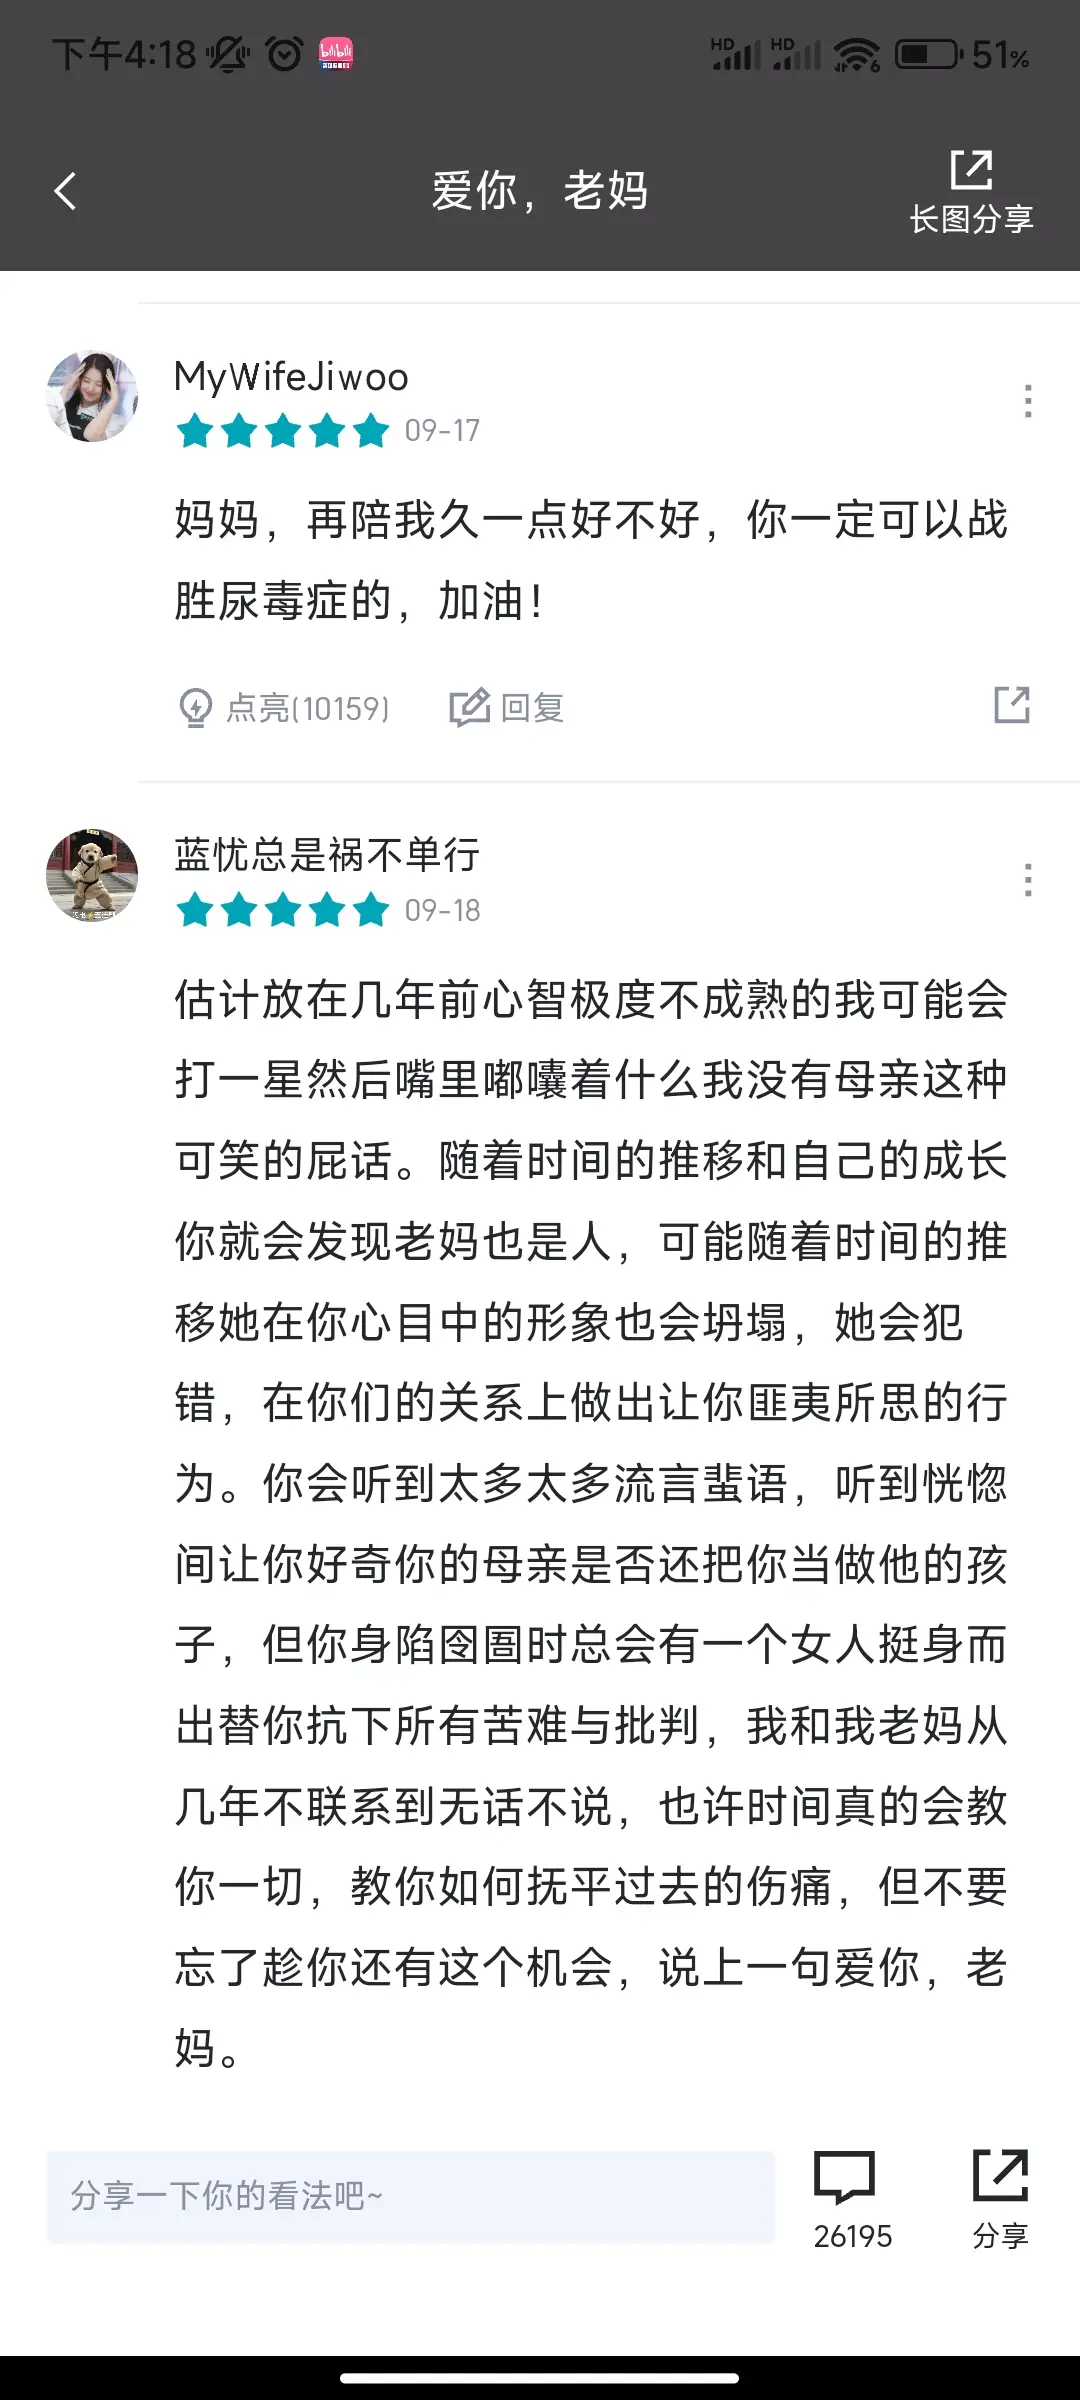 下午4:18
HD HD 6 51%
爱你，老妈
长图分享
MyWifeJiwoo
09-17
妈妈，再陪我久一点好不好，你一定可以战
胜尿毒症的，加油！
点亮(10159) 回复
蓝忧总是祸不单行
09-18
估计放在几年前心智极度不成熟的我可能会
打一星然后嘴里嘟囔着什么我没有母亲这种
可笑的屁话。随着时间的推移和自己的成长
你就会发现老妈也是人，可能随着时间的推
移她在你心目中的形象也会坍塌，她会犯
错，在你们的关系上做出让你匪夷所思的行
为。你会听到太多太多流言蜚语，听到恍惚
间让你好奇你的母亲是否还把你当做他的孩
子，但你身陷囹圄时总会有一个女人挺身而
出替你抗下所有苦难与批判，我和我老妈从
几年不联系到无话不说，也许时间真的会教
你一切，教你如何抚平过去的伤痛，但不要
忘了趁你还有这个机会，说上一句爱你，老
妈。
分享一下你的看法吧~
26195
分享